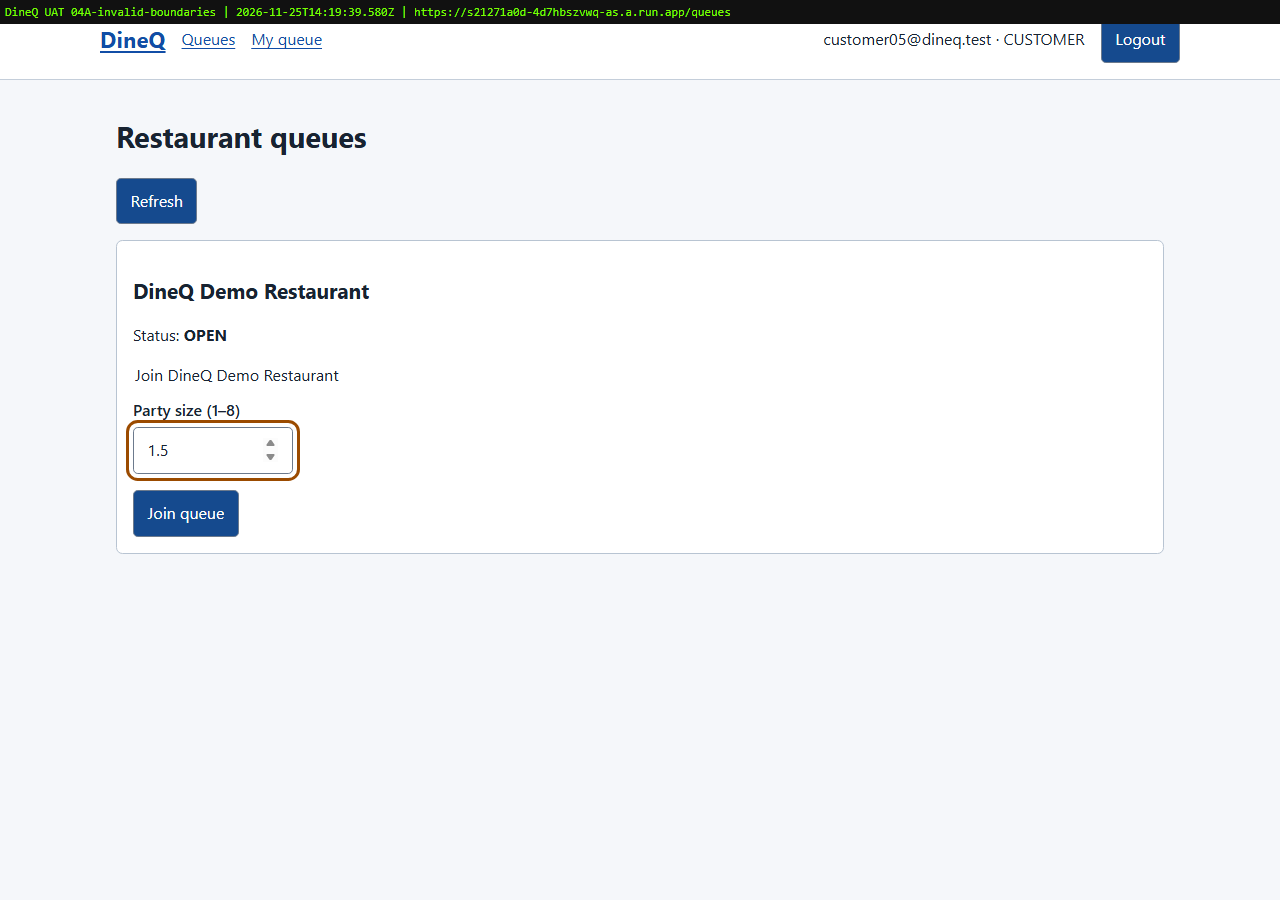 DineQ UAT 04A-invalid-boundaries | 2026-11-25T14:19:39.580Z | https://s21271a0d-4d7hbszvwq-as.a.run.app/queues
DineQ Queues My queue customer05@dineq.test · CUSTOMER Logout
Restaurant queues
Refresh
DineQ Demo Restaurant
Status: OPEN
Join DineQ Demo Restaurant
Party size (1–8)
1.5
Join queue